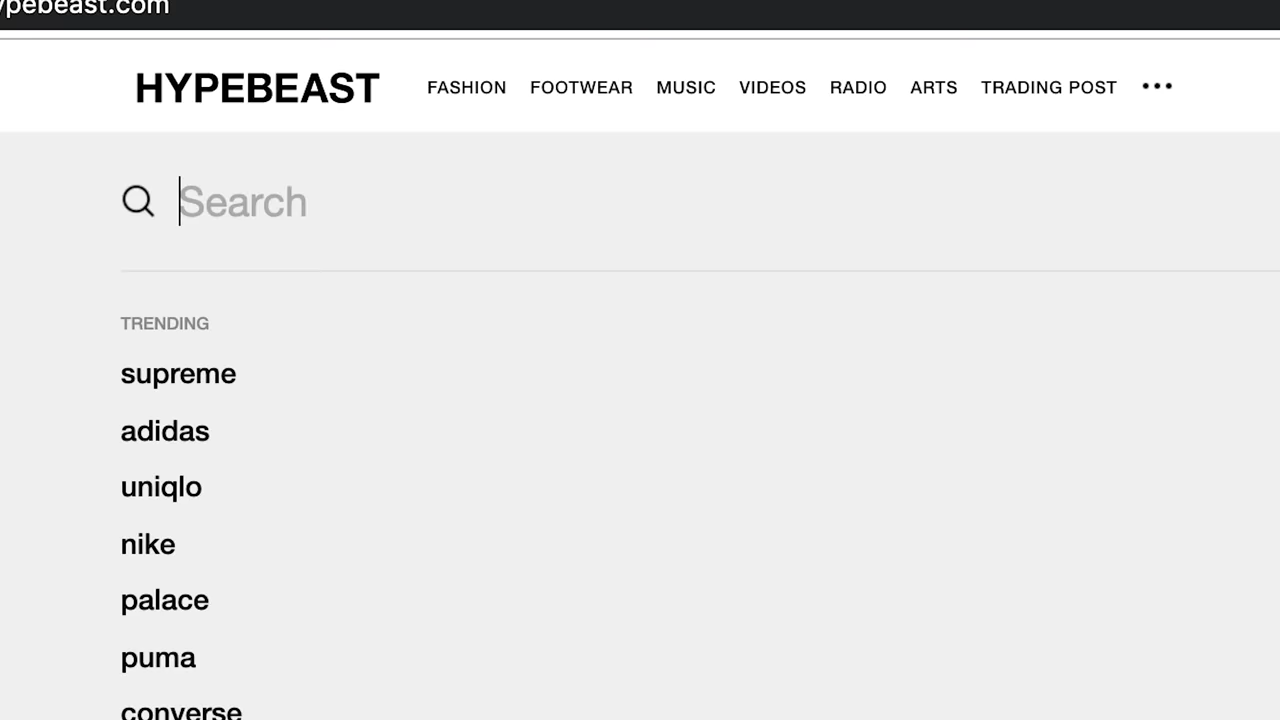 ypebeast.com
HYPEBEAST FASHION FOOTWEAR MUSIC VIDEOS RADIO ARTS TRADING POST •••
Search
TRENDING
supreme
adidas
uniqlo
nike
palace
puma
converse